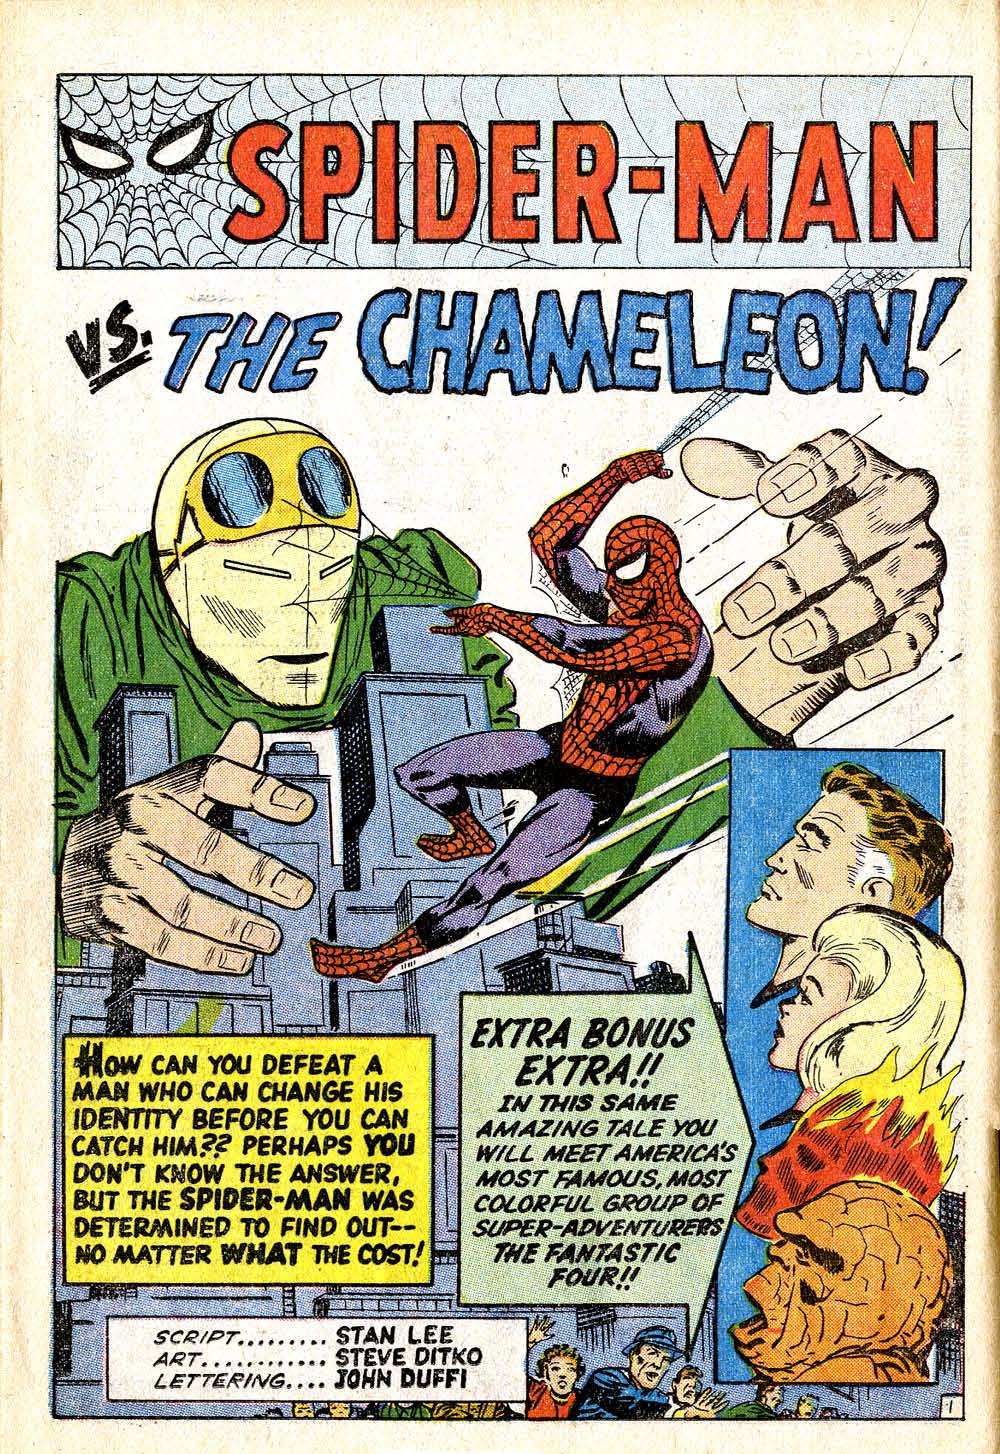 SPIDER-MAN
VS. THE CHAMELEON!
HOW CAN YOU DEFEAT A
MAN WHO CAN CHANGE HIS
IDENTITY BEFORE YOU CAN
CATCH HIM?? PERHAPS YOU
DON'T KNOW THE ANSWER,
BUT THE SPIDER-MAN WAS
DETERMINED TO FIND OUT--
NO MATTER WHAT THE COST!
EXTRA BONUS
EXTRA!!
IN THIS SAME
AMAZING TALE YOU
WILL MEET AMERICA'S
MOST FAMOUS, MOST
COLORFUL GROUP OF
SUPER-ADVENTURERS
THE FANTASTIC
FOUR!!
SCRIPT......... STAN LEE
ART............ STEVE DITKO
LETTERING.... JOHN DUFFI
1